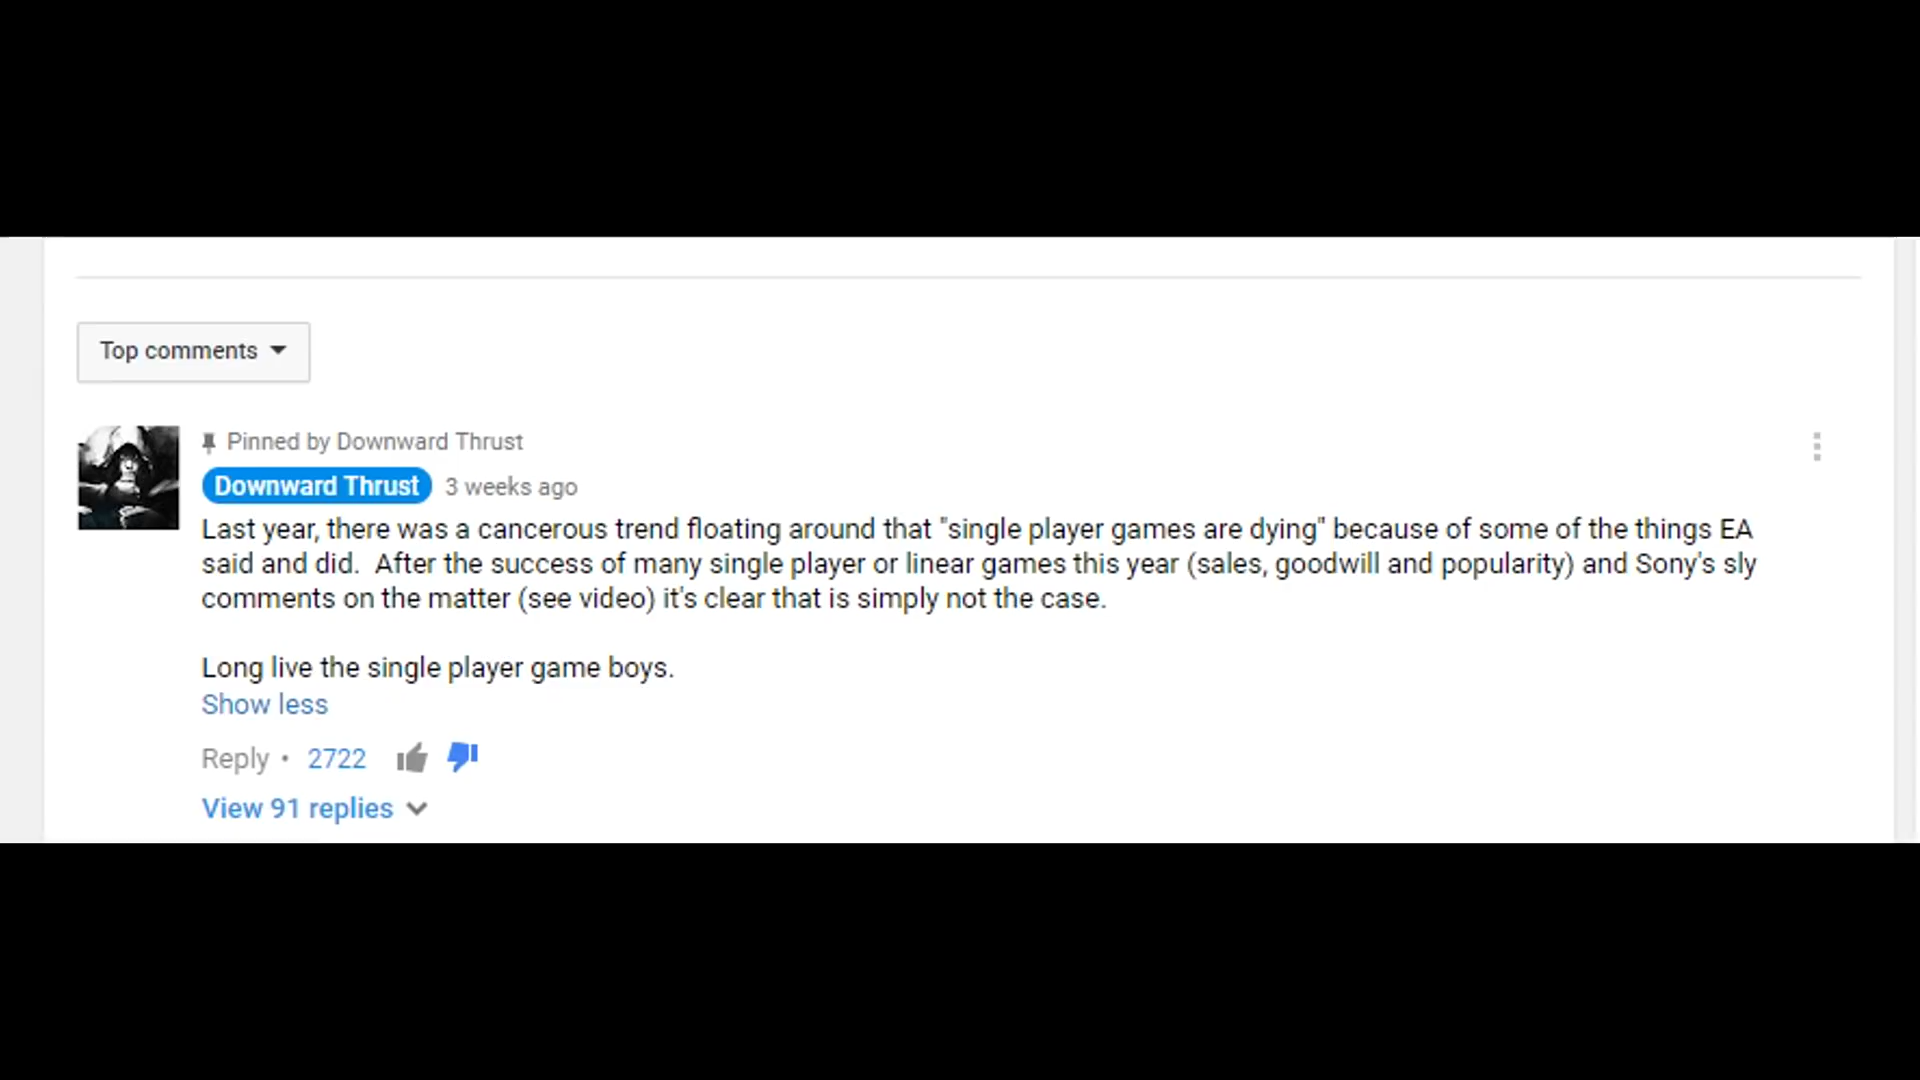 Top comments
Pinned by Downward Thrust
Downward Thrust 3 weeks ago
Last year, there was a cancerous trend floating around that "single player games are dying" because of some of the things EA
said and did.  After the success of many single player or linear games this year (sales, goodwill and popularity) and Sony's sly
comments on the matter (see video) it's clear that is simply not the case.
Long live the single player game boys.
Show less
Reply • 2722
View 91 replies